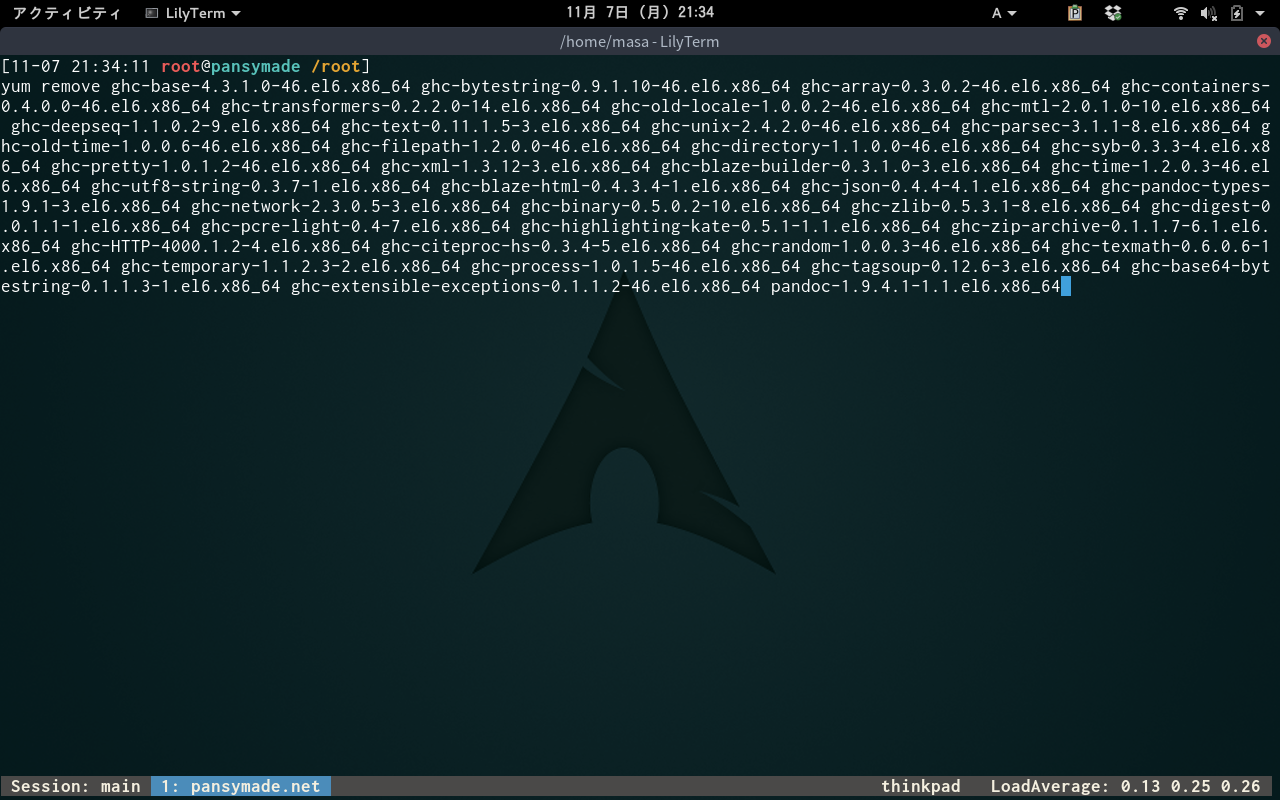 アクティビティ LilyTerm 11月 7日 (月) 21:34 A
/home/masa - LilyTerm
[11-07 21:34:11 root@pansymade /root]
yum remove ghc-base-4.3.1.0-46.el6.x86_64 ghc-bytestring-0.9.1.10-46.el6.x86_64 ghc-array-0.3.0.2-46.el6.x86_64 ghc-containers-
0.4.0.0-46.el6.x86_64 ghc-transformers-0.2.2.0-14.el6.x86_64 ghc-old-locale-1.0.0.2-46.el6.x86_64 ghc-mtl-2.0.1.0-10.el6.x86_64
ghc-deepseq-1.1.0.2-9.el6.x86_64 ghc-text-0.11.1.5-3.el6.x86_64 ghc-unix-2.4.2.0-46.el6.x86_64 ghc-parsec-3.1.1-8.el6.x86_64 g
hc-old-time-1.0.0.6-46.el6.x86_64 ghc-filepath-1.2.0.0-46.el6.x86_64 ghc-directory-1.1.0.0-46.el6.x86_64 ghc-syb-0.3.3-4.el6.x8
6_64 ghc-pretty-1.0.1.2-46.el6.x86_64 ghc-xml-1.3.12-3.el6.x86_64 ghc-blaze-builder-0.3.1.0-3.el6.x86_64 ghc-time-1.2.0.3-46.el
6.x86_64 ghc-utf8-string-0.3.7-1.el6.x86_64 ghc-blaze-html-0.4.3.4-1.el6.x86_64 ghc-json-0.4.4-4.1.el6.x86_64 ghc-pandoc-types-
1.9.1-3.el6.x86_64 ghc-network-2.3.0.5-3.el6.x86_64 ghc-binary-0.5.0.2-10.el6.x86_64 ghc-zlib-0.5.3.1-8.el6.x86_64 ghc-digest-0
.0.1.1-1.el6.x86_64 ghc-pcre-light-0.4-7.el6.x86_64 ghc-highlighting-kate-0.5.1-1.1.el6.x86_64 ghc-zip-archive-0.1.1.7-6.1.el6.
x86_64 ghc-HTTP-4000.1.2-4.el6.x86_64 ghc-citeproc-hs-0.3.4-5.el6.x86_64 ghc-random-1.0.0.3-46.el6.x86_64 ghc-texmath-0.6.0.6-1
.el6.x86_64 ghc-temporary-1.1.2.3-2.el6.x86_64 ghc-process-1.0.1.5-46.el6.x86_64 ghc-tagsoup-0.12.6-3.el6.x86_64 ghc-base64-byt
estring-0.1.1.3-1.el6.x86_64 ghc-extensible-exceptions-0.1.1.2-46.el6.x86_64 pandoc-1.9.4.1-1.1.el6.x86_64
Session: main 1: pansymade.net thinkpad LoadAverage: 0.13 0.25 0.26